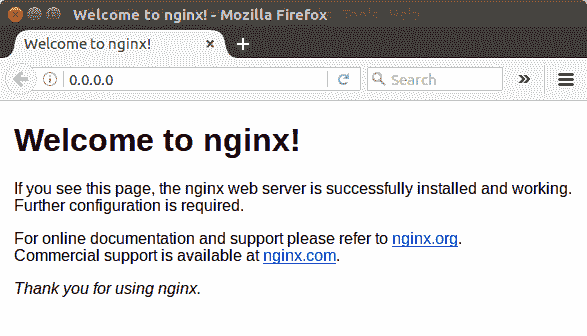 Welcome to nginx! - Mozilla Firefox Tools Help
Welcome to nginx!
0.0.0.0
Search
Welcome to nginx!
If you see this page, the nginx web server is successfully installed and working.
Further configuration is required.
For online documentation and support please refer to nginx.org.
Commercial support is available at nginx.com.
Thank you for using nginx.